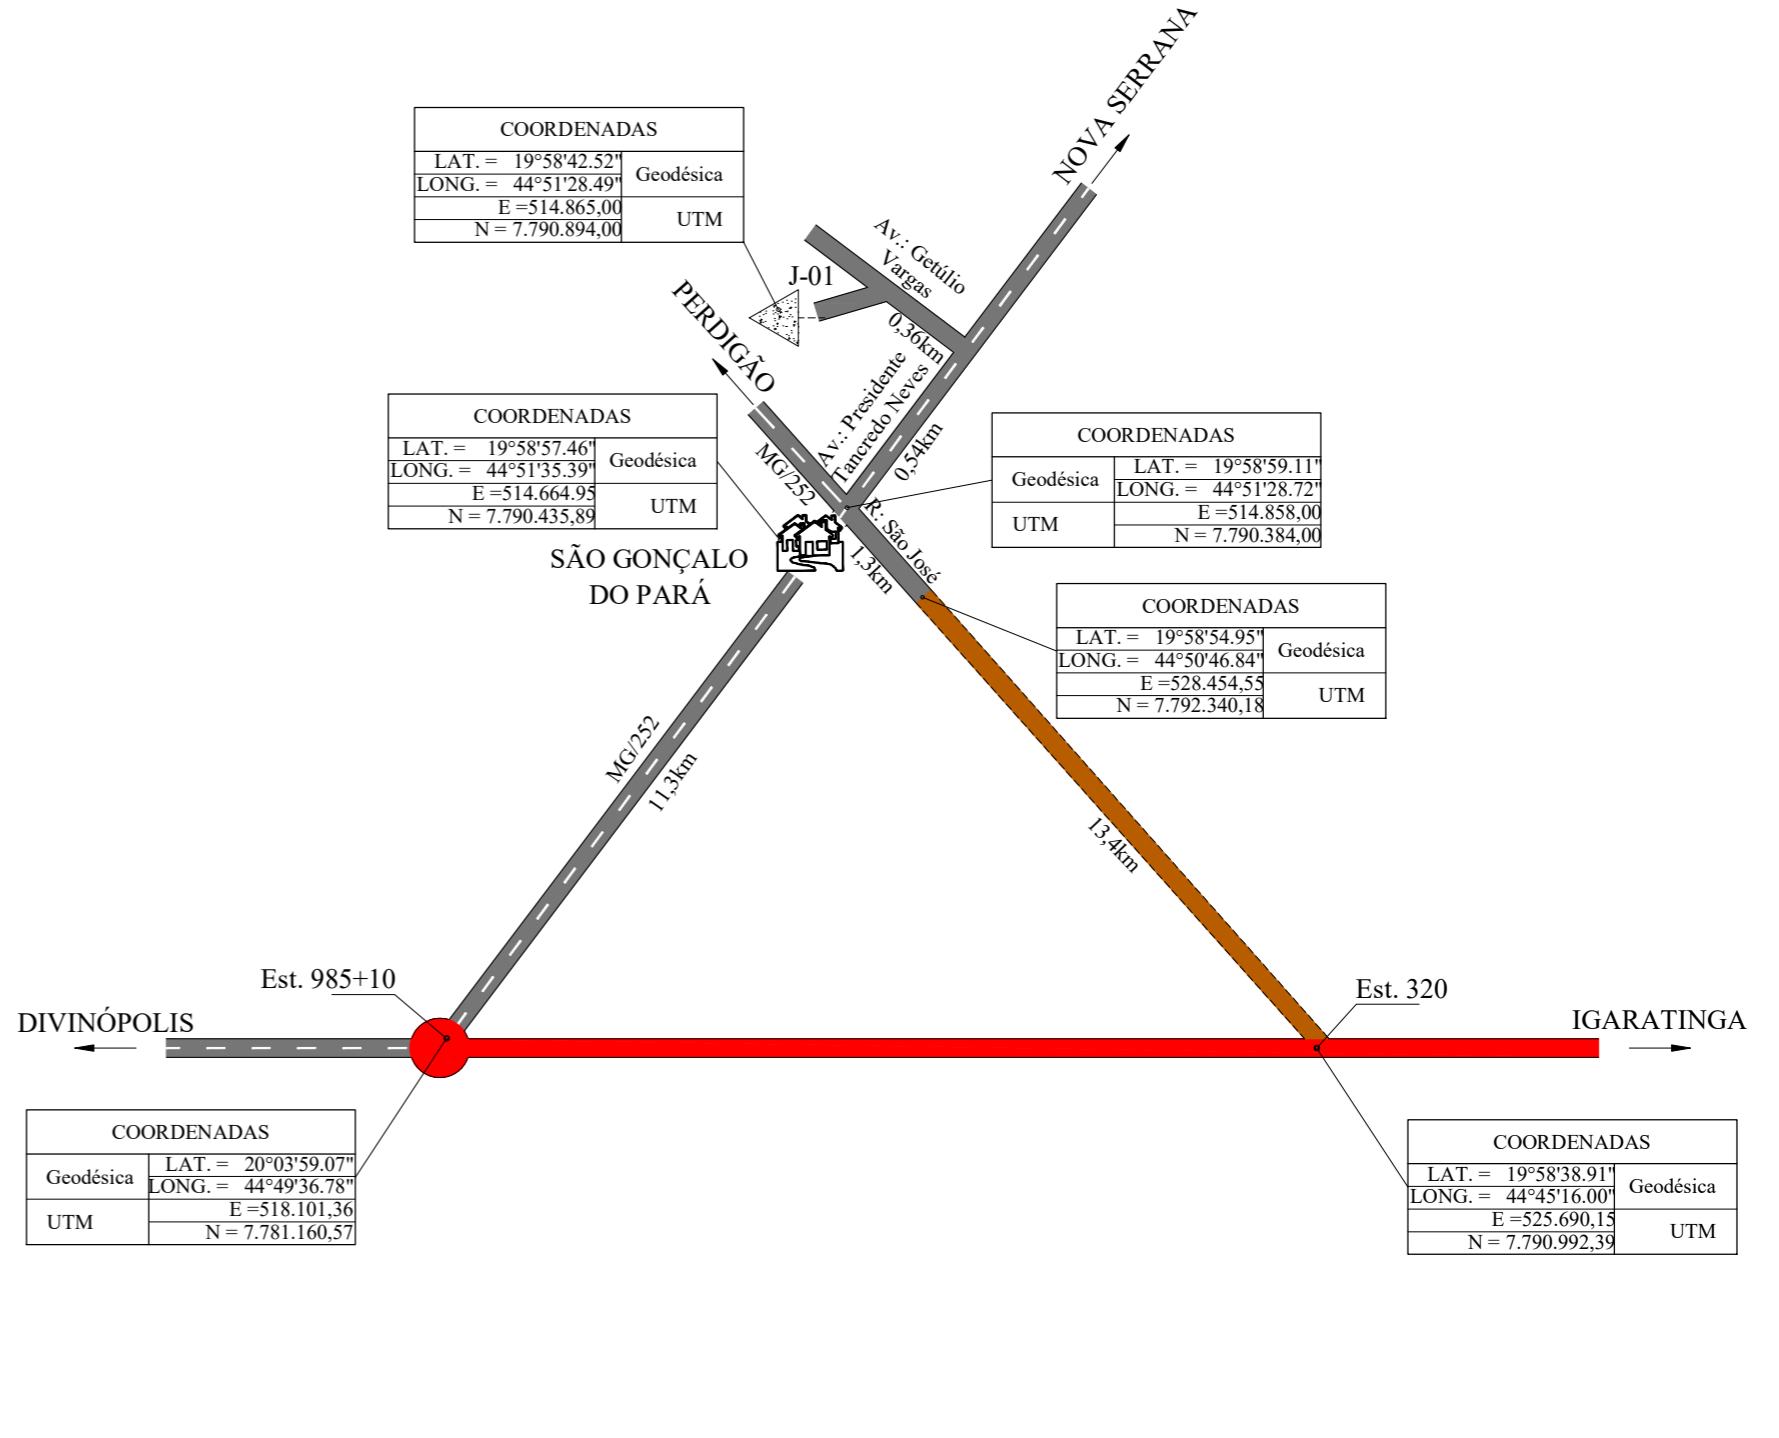 NOVA SERRANA
COORDENADAS
LAT. = 19°58'42.52"
LONG. = 44°51'28.49"
Geodésica
E =514.865,00
N = 7.790.894,00
UTM
Av.: Getúlio
Vargas
J-01
0,36km
PERDIGÃO
Av.: Presidente
Tancredo Neves
0,54km
MG/252
COORDENADAS
LAT. = 19°58'57.46"
LONG. = 44°51'35.39"
Geodésica
E =514.664.95
N = 7.790.435,89
UTM
COORDENADAS
Geodésica
LAT. = 19°58'59.11"
LONG. = 44°51'28.72"
UTM
E =514.858,00
N = 7.790.384,00
R: São José
1,3km
SÃO GONÇALO
DO PARÁ
COORDENADAS
LAT. = 19°58'54.95"
LONG. = 44°50'46.84"
Geodésica
E =528.454,55
N = 7.792.340,18
UTM
MG/252
11,3km
13,4km
Est. 985+10
Est. 320
DIVINÓPOLIS
IGARATINGA
COORDENADAS
Geodésica
LAT. = 20°03'59.07"
LONG. = 44°49'36.78"
UTM
E =518.101,36
N = 7.781.160,57
COORDENADAS
LAT. = 19°58'38.91"
LONG. = 44°45'16.00"
Geodésica
E =525.690,15
N = 7.790.992,39
UTM